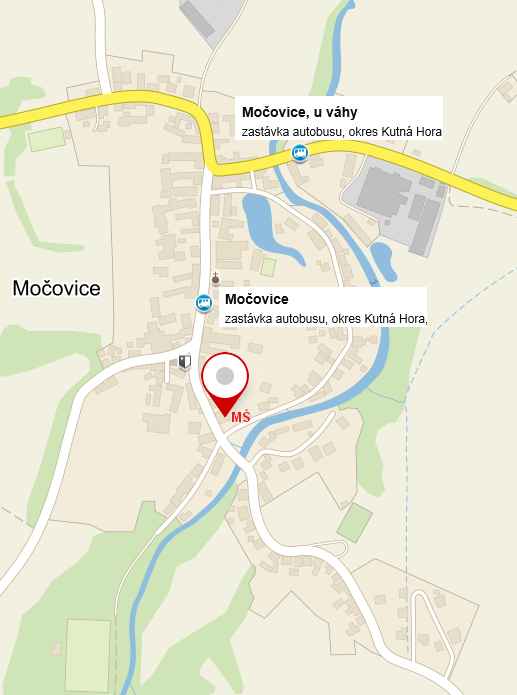 Močovice, u váhy
zastávka autobusu, okres Kutná Hora
Močovice
Močovice
zastávka autobusu, okres Kutná Hora,
MŠ